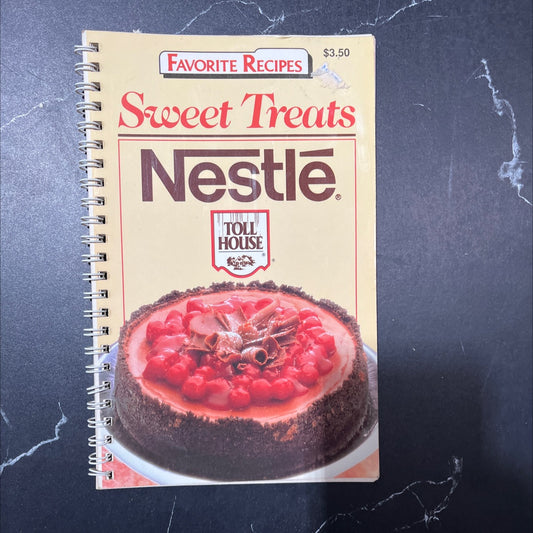 FAVORITE RECIPES
$3.50
Sweet Treats
Nestlé®
TOLL
HOUSE®